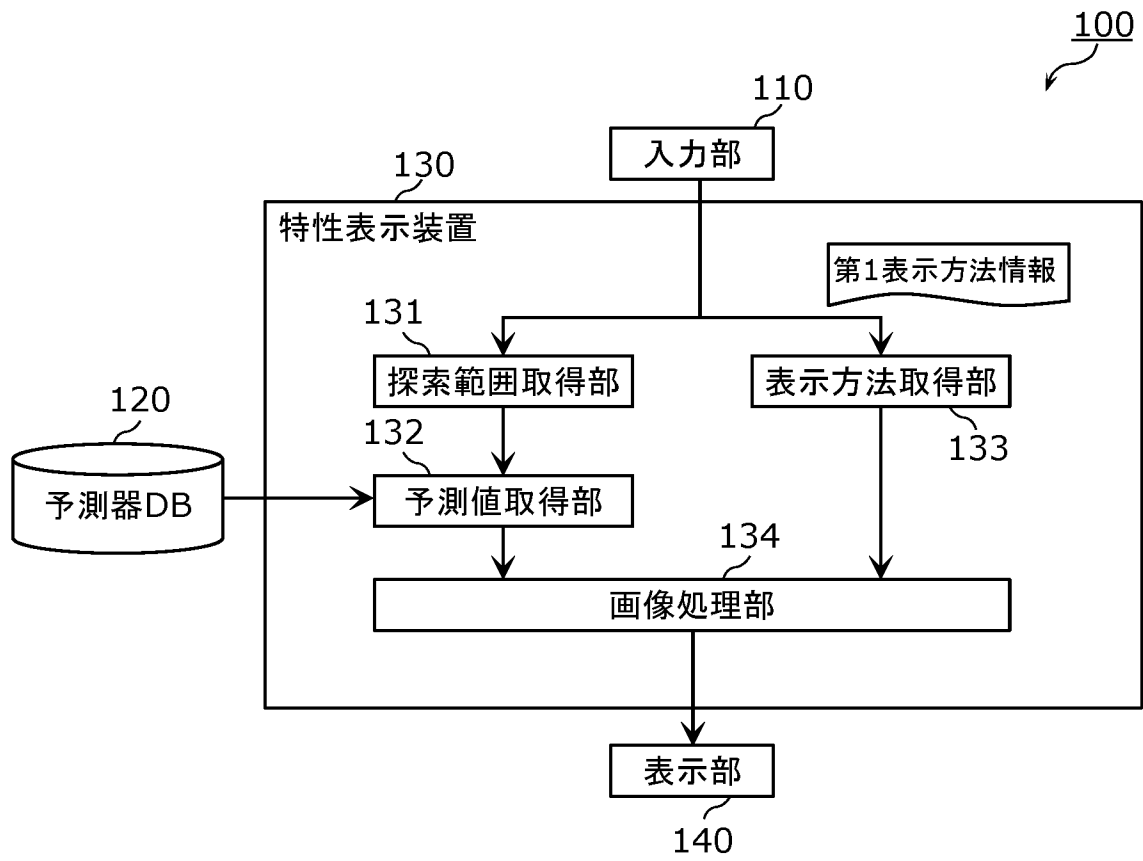 100
110
入力部
130
特性表示装置
第1表示方法情報
131
探索範囲取得部
表示方法取得部
133
120
132
予測器DB
予測値取得部
134
画像処理部
表示部
140